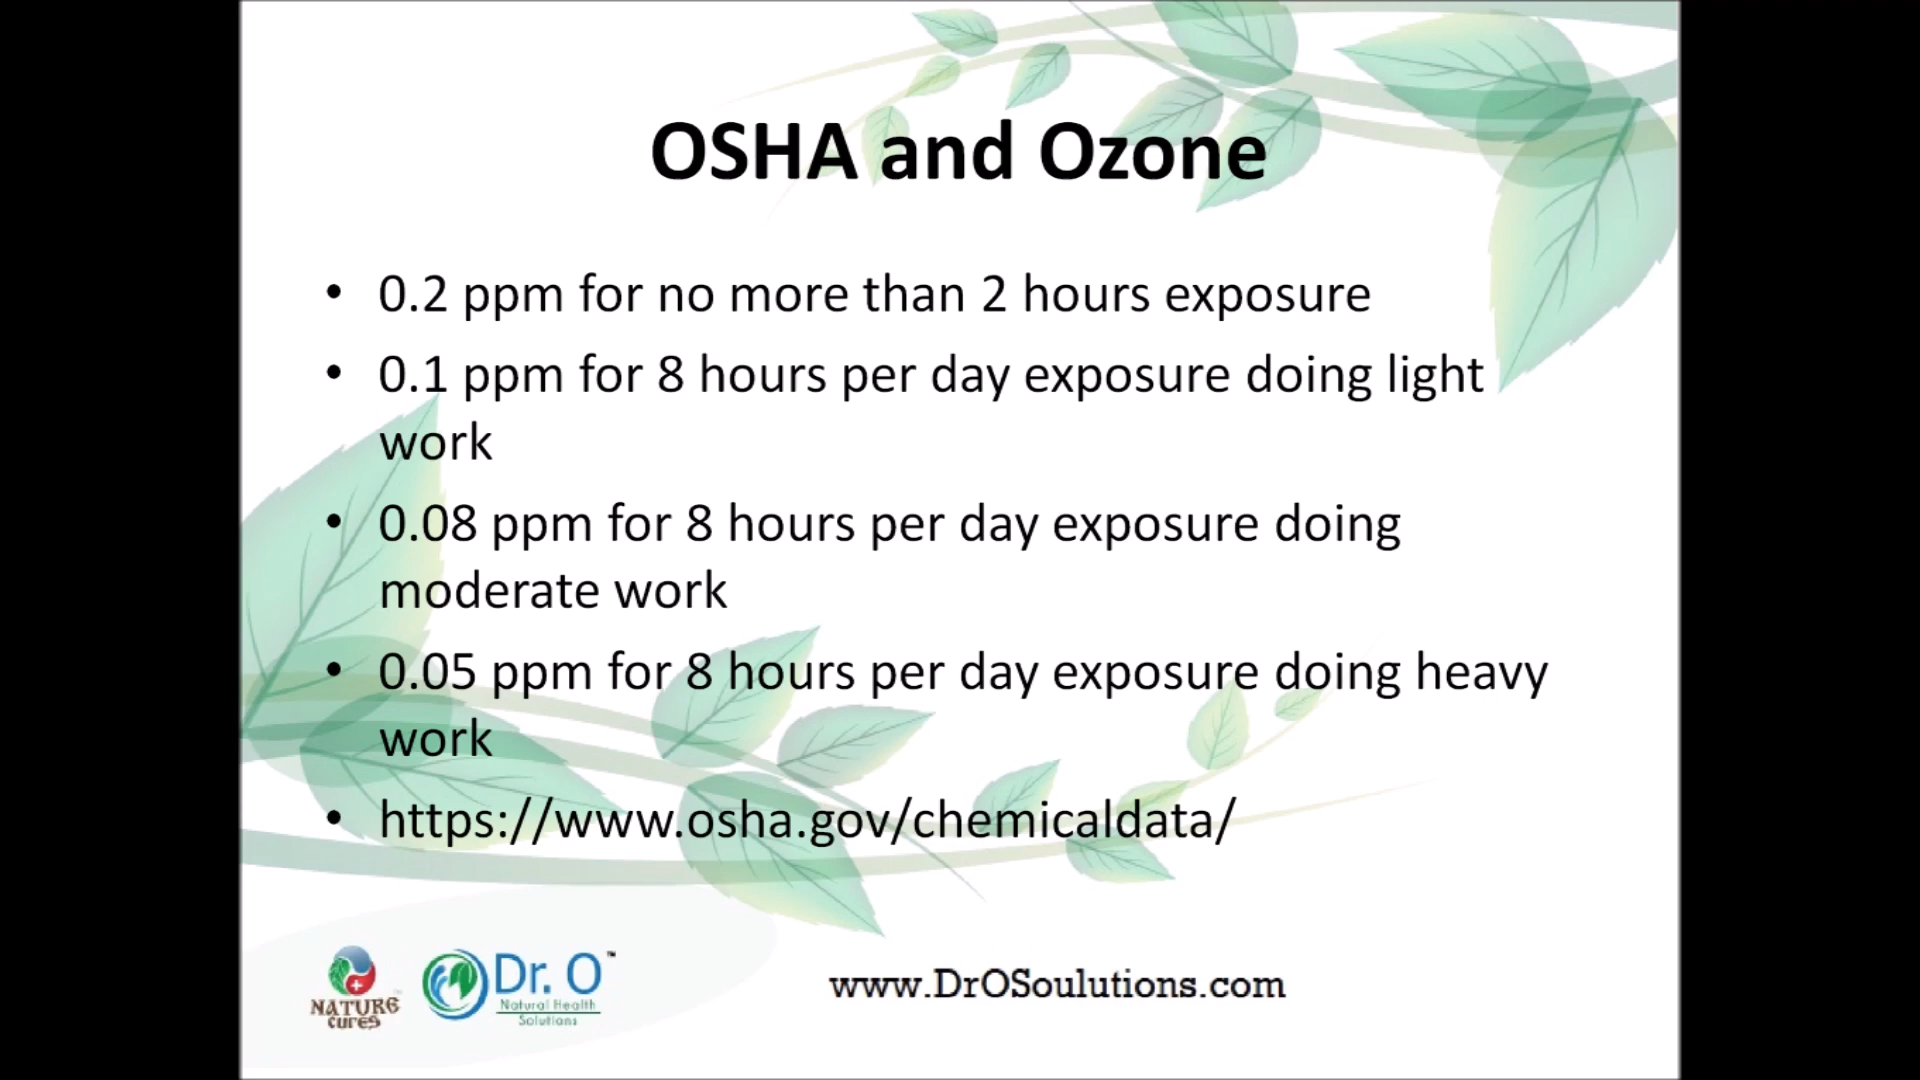 OSHA and Ozone
• 0.2 ppm for no more than 2 hours exposure
• 0.1 ppm for 8 hours per day exposure doing light
work
• 0.08 ppm for 8 hours per day exposure doing
moderate work
• 0.05 ppm for 8 hours per day exposure doing heavy
work
• https://www.osha.gov/chemicaldata/
NATURE
cures
Dr. O™
Natural Health
Solutions
www.DrOSoulutions.com